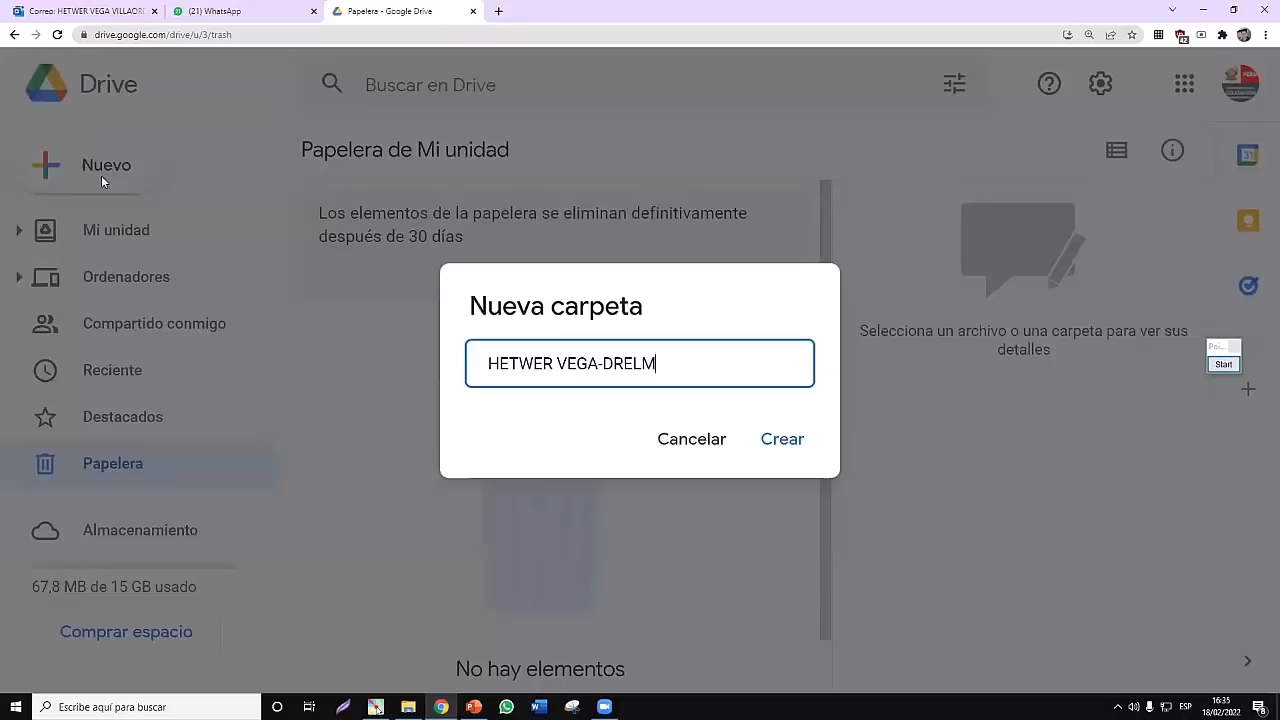 Correo: HETWER VEGA VILLAOR
(21) WhatsApp
Papelera - Google Drive
drive.google.com/drive/u/3/trash
42
Drive
Buscar en Drive
PERÚ
Nuevo
Papelera de Mi unidad
31
Los elementos de la papelera se eliminan definitivamente
después de 30 días
Mi unidad
Ordenadores
Compartido conmigo
Reciente
Destacados
Papelera
Almacenamiento
67,8 MB de 15 GB usado
Comprar espacio
Nueva carpeta
HETWER VEGA-DRELM
Cancelar
Crear
No hay elementos
Selecciona un archivo o una carpeta para ver sus
detalles
Poi...
Start
Escribe aquí para buscar
ESP
16:35
18/02/2022